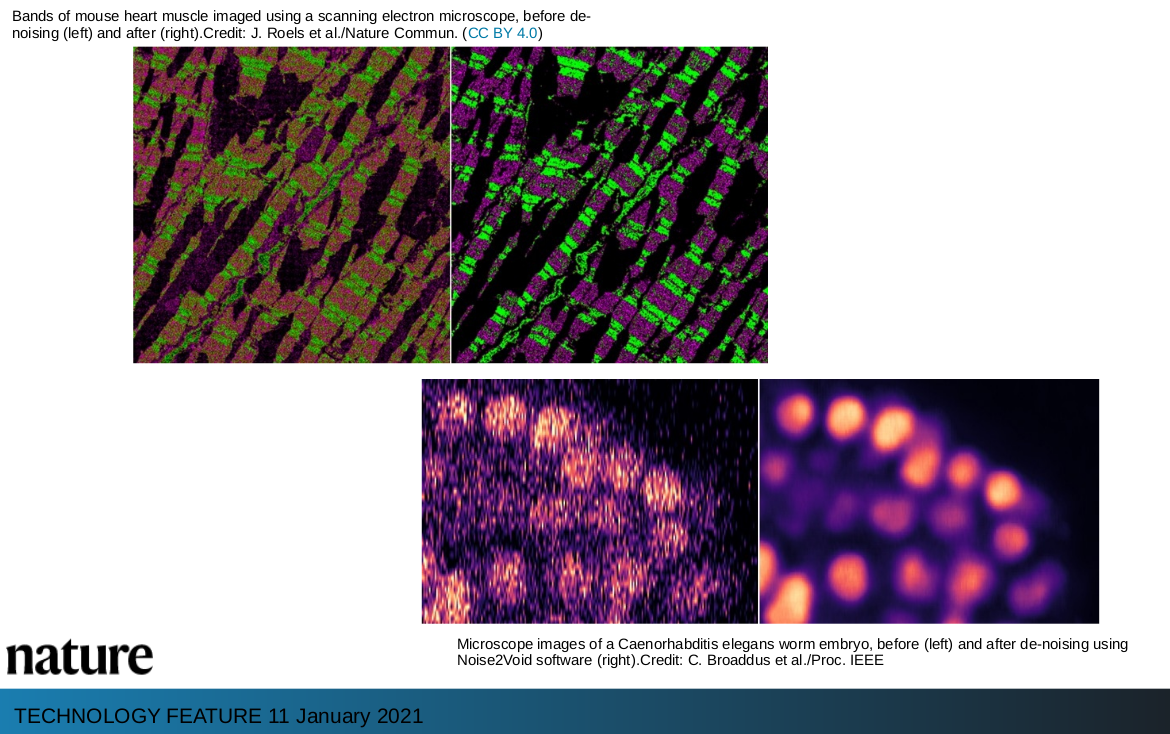 Bands of mouse heart muscle imaged using a scanning electron microscope, before de-
noising (left) and after (right).Credit: J. Roels et al./Nature Commun. (CC BY 4.0)
Microscope images of a Caenorhabditis elegans worm embryo, before (left) and after de-noising using
Noise2Void software (right).Credit: C. Broaddus et al./Proc. IEEE
nature
TECHNOLOGY FEATURE 11 January 2021